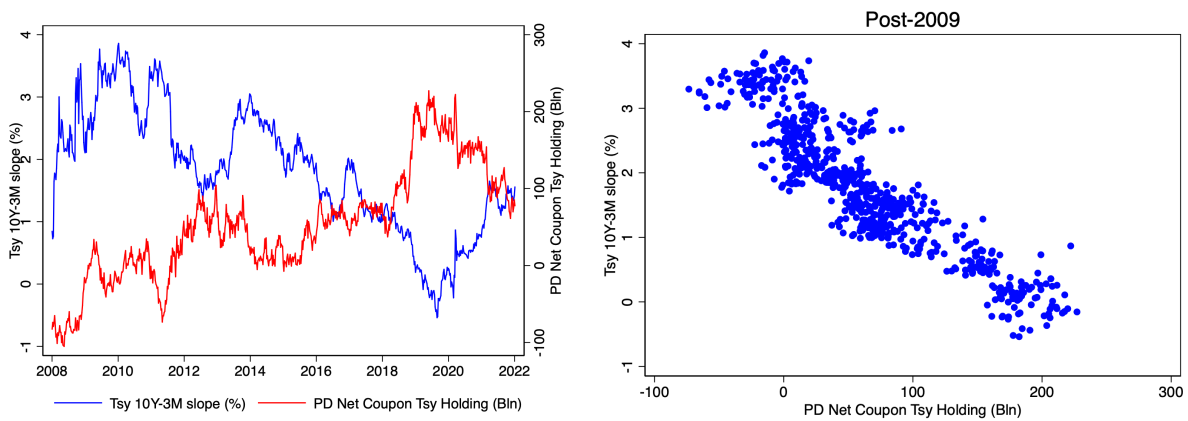 Tsy 10Y-3M slope (%)
4
3
2
1
0
-1
300
200
100
0
-100
PD Net Coupon Tsy Holding (Bln)
2008 2010 2012 2014 2016 2018 2020 2022
Tsy 10Y-3M slope (%) PD Net Coupon Tsy Holding (Bln)
Post-2009
Tsy 10Y-3M slope (%)
4
3
2
1
0
-1
-100 0 100 200 300
PD Net Coupon Tsy Holding (Bln)